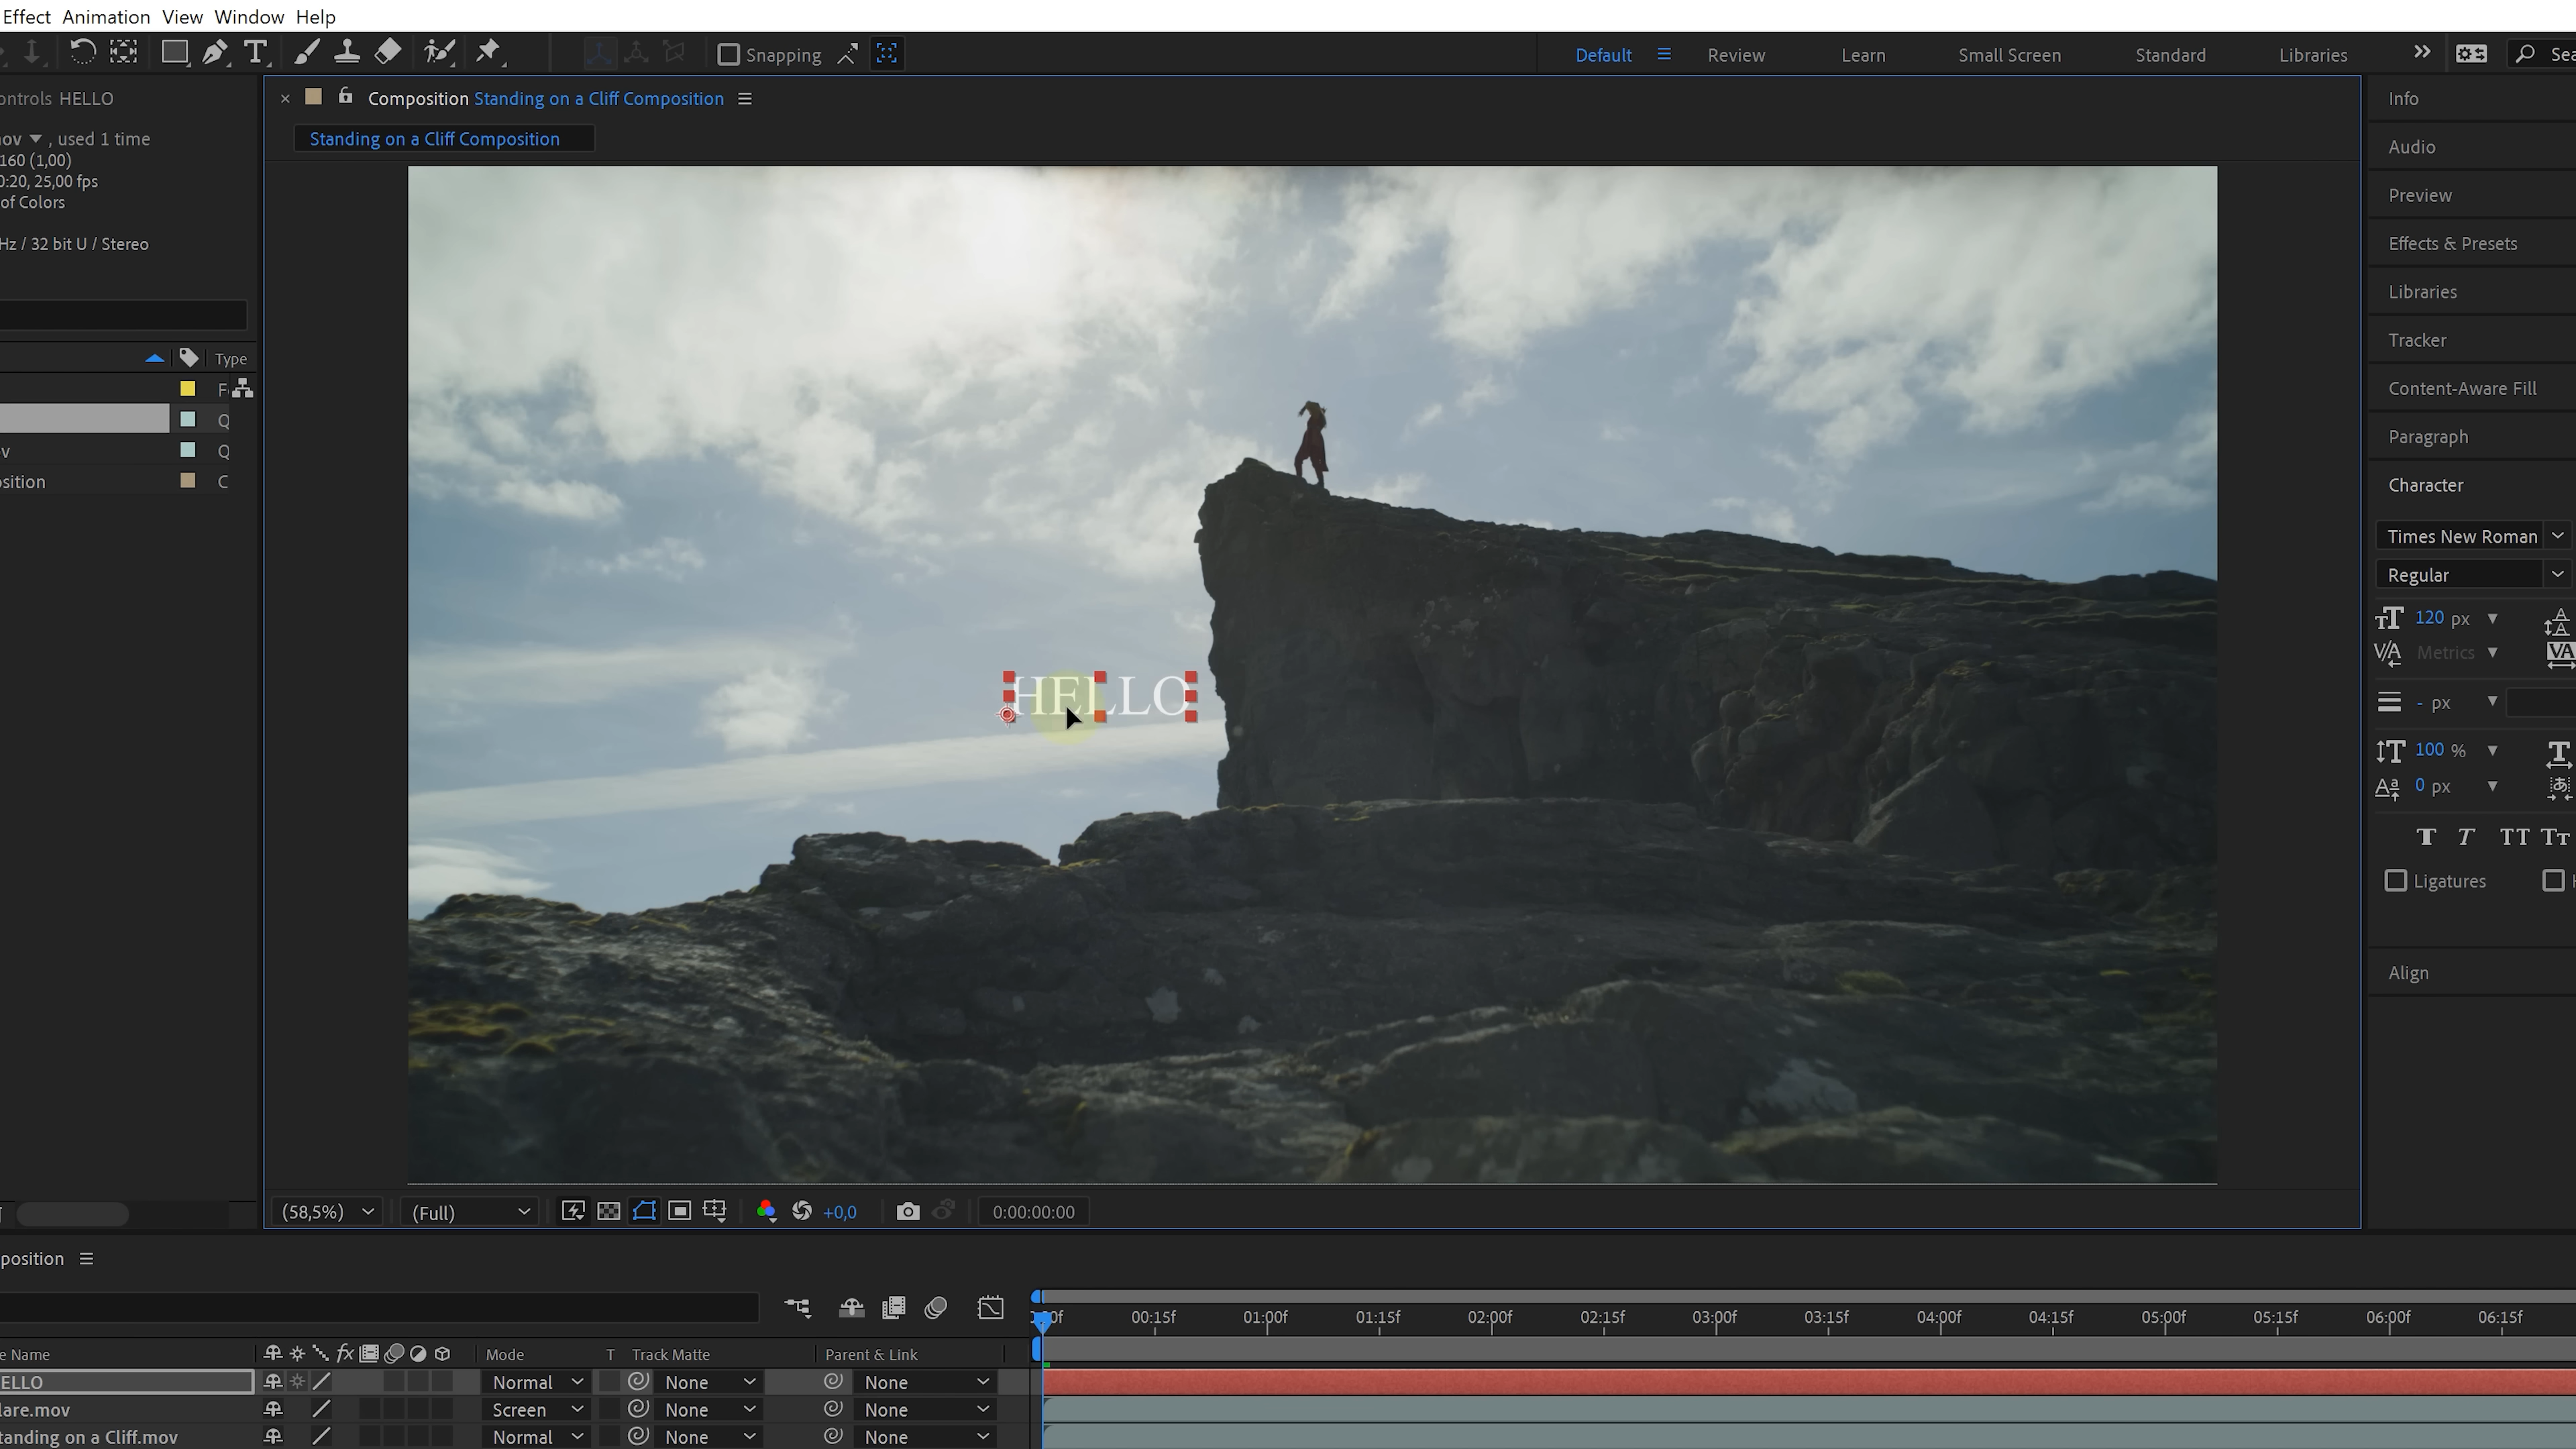 Effect Animation View Window Help
Snapping Default Review Learn Small Screen Standard Libraries
ontrols HELLO
Composition Standing on a Cliff Composition
Standing on a Cliff Composition
ov , used 1 time
160 (1,00)
0:20, 25,00 fps
of Colors
Hz / 32 bit U / Stereo
Type
F
Q
v Q
sition C
HELLO
Info
Audio
Preview
Effects & Presets
Libraries
Tracker
Content-Aware Fill
Paragraph
Character
Times New Roman
Regular
120 px
Metrics
- px
100 %
0 px
T T TT TT
Ligatures
Align
(58,5%) (Full) +0,0 0:00:00:00
position
00:15f 01:00f 01:15f 02:00f 02:15f 03:00f 03:15f 04:00f 04:15f 05:00f 05:15f 06:00f 06:15f
e Name fx Mode T Track Matte Parent & Link
ELLO Normal None None
lare.mov Screen None None
tanding on a Cliff.mov Normal None None